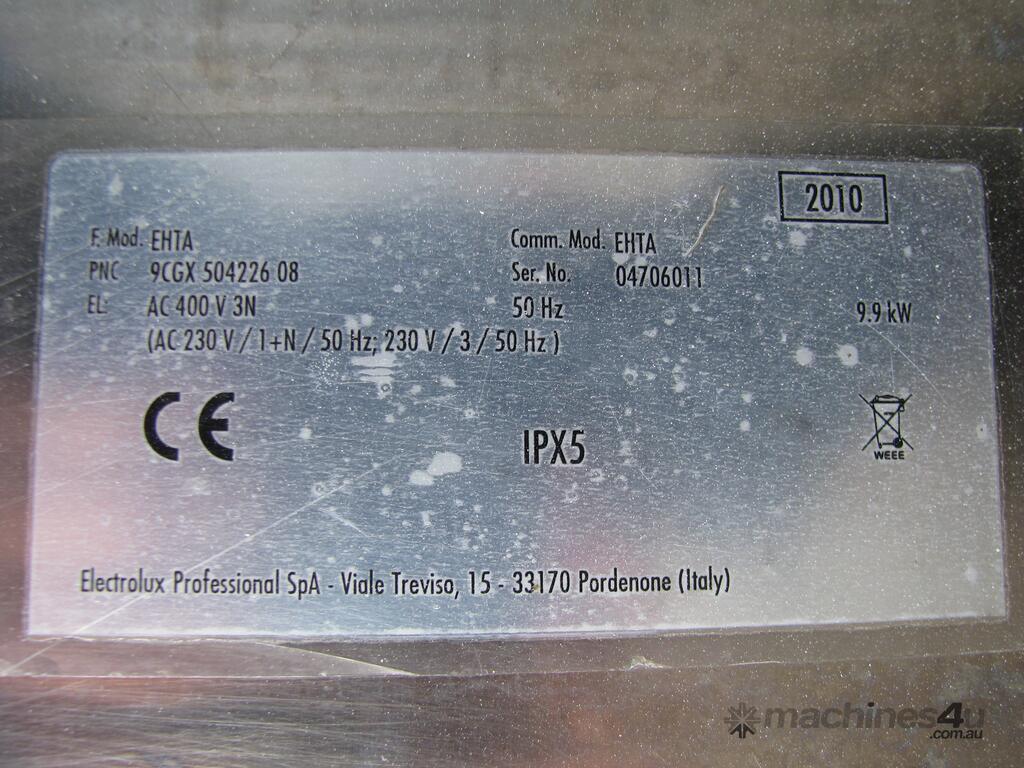 2010
F. Mod. EHTA Comm. Mod. EHTA
PNC 9CGX 504226 08 Ser. No. 04706011
EL: AC 400 V 3N 50 Hz 9.9 kW
(AC 230 V / 1+N / 50 Hz; 230 V / 3 / 50 Hz )
CE IPX5
WEEE
Electrolux Professional SpA - Viale Treviso, 15 - 33170 Pordenone (Italy)
machines4u
.com.au